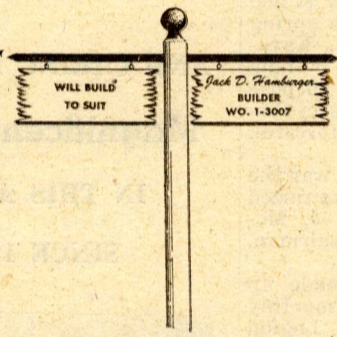 WILL BUILD
TO SUIT
Jack D. Hamburger
BUILDER
WO. 1-3007